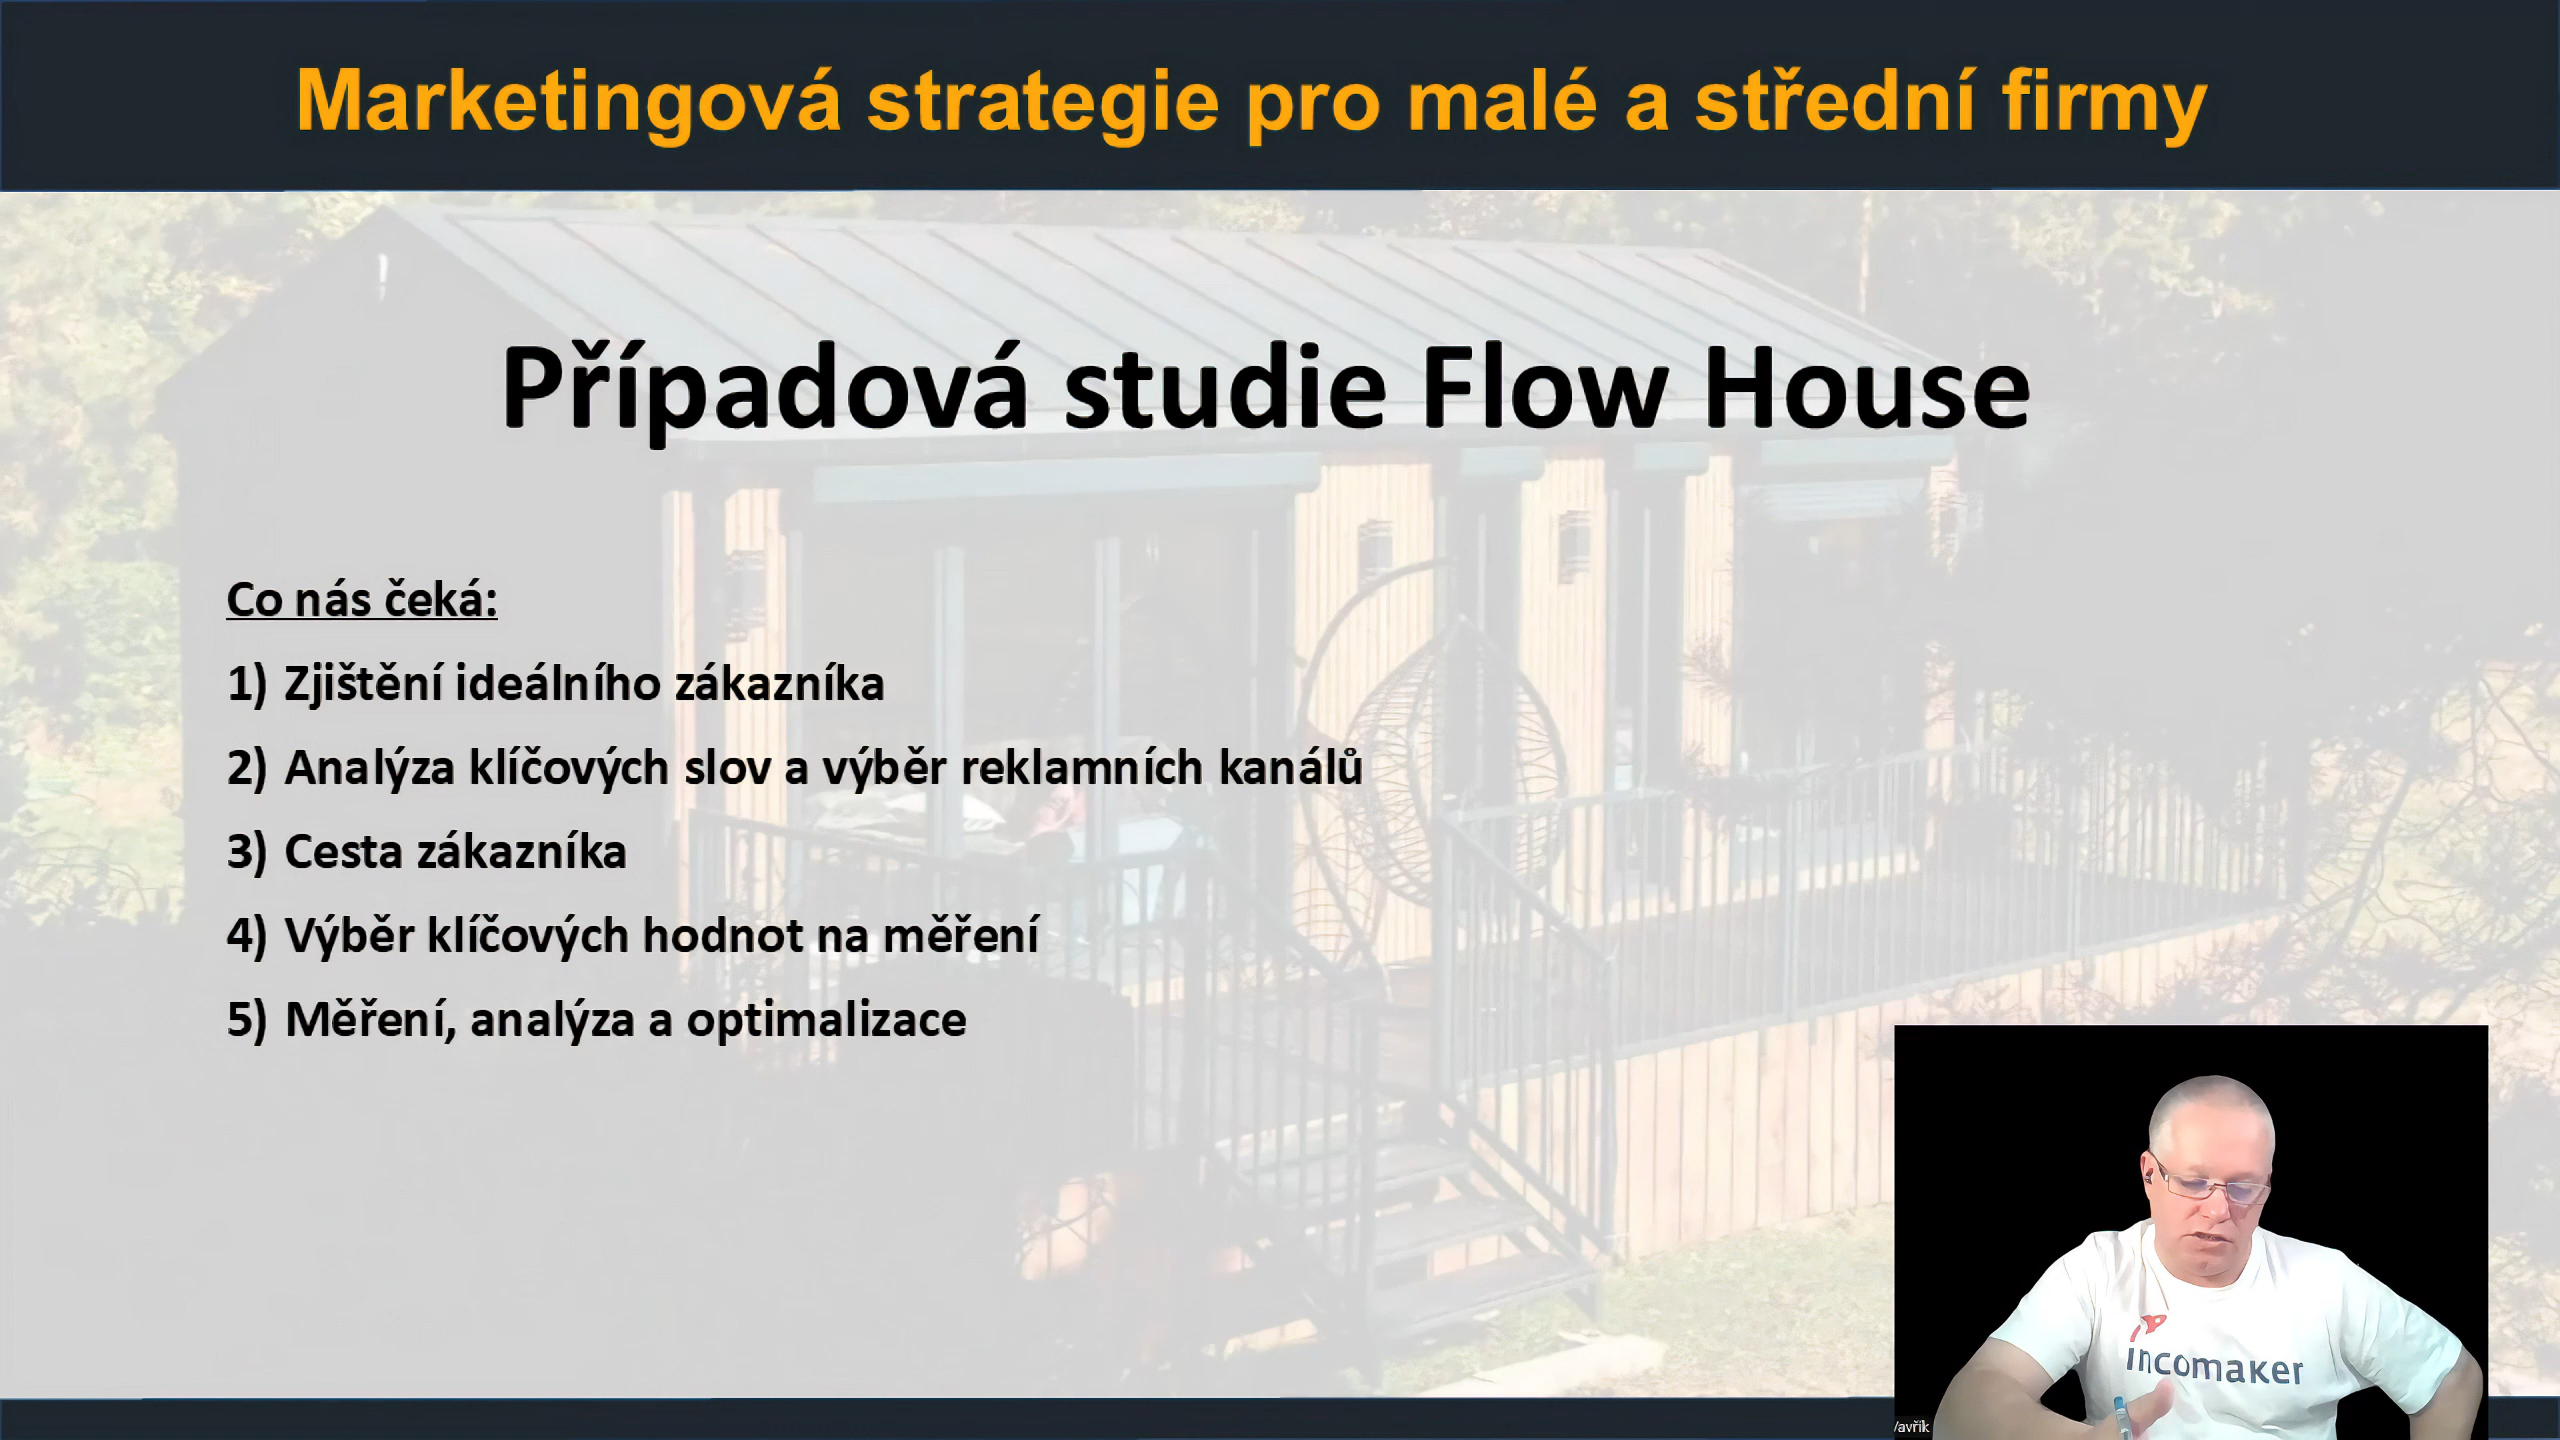 Marketingová strategie pro malé a střední firmy
Případová studie Flow House
Co nás čeká:
1) Zjištění ideálního zákazníka
2) Analýza klíčových slov a výběr reklamních kanálů
3) Cesta zákazníka
4) Výběr klíčových hodnot na měření
5) Měření, analýza a optimalizace
incomaker
Vavřík